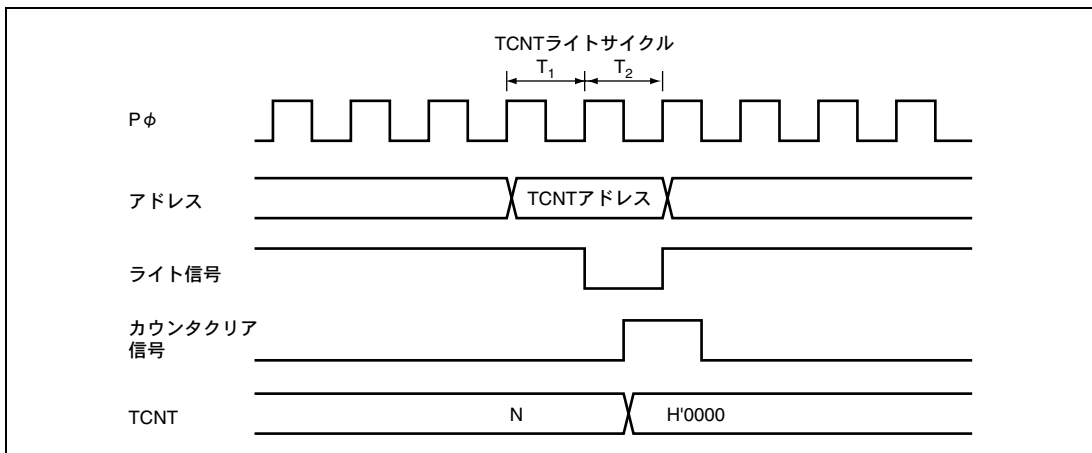 TCNTライトサイクル
T1 T2
Pφ
アドレス
TCNTアドレス
ライト信号
カウンタクリア
信号
TCNT
N
H'0000